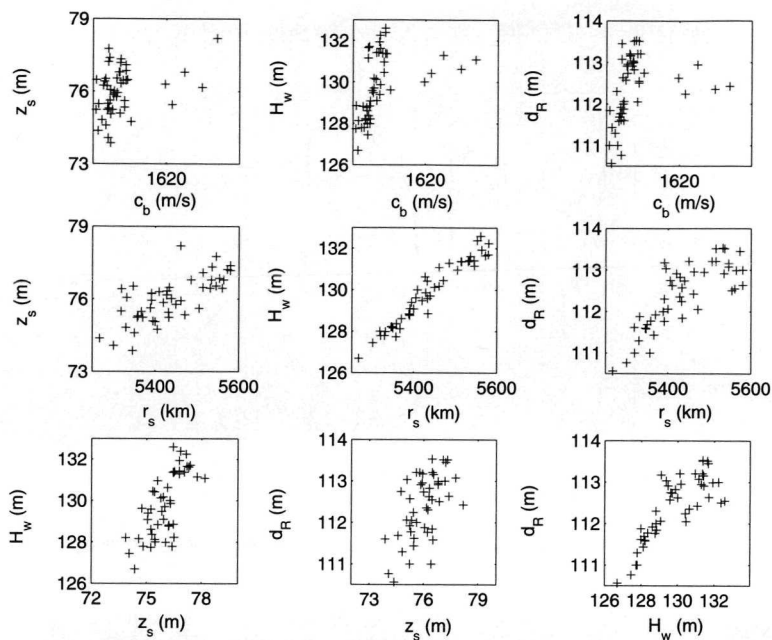 79
z_s (m)
76
73
1620
c_b (m/s)
132
H_w (m)
130
128
126
1620
c_b (m/s)
114
113
d_R (m)
112
111
1620
c_b (m/s)
79
z_s (m)
76
73
5400 5600
r_s (km)
132
H_w (m)
130
128
126
5400 5600
r_s (km)
114
113
d_R (m)
112
111
5400 5600
r_s (km)
132
H_w (m)
130
128
126
72 74 76 78
z_s (m)
114
113
d_R (m)
112
111
73 76 79
z_s (m)
114
113
d_R (m)
112
111
126 128 130 132
H_w (m)